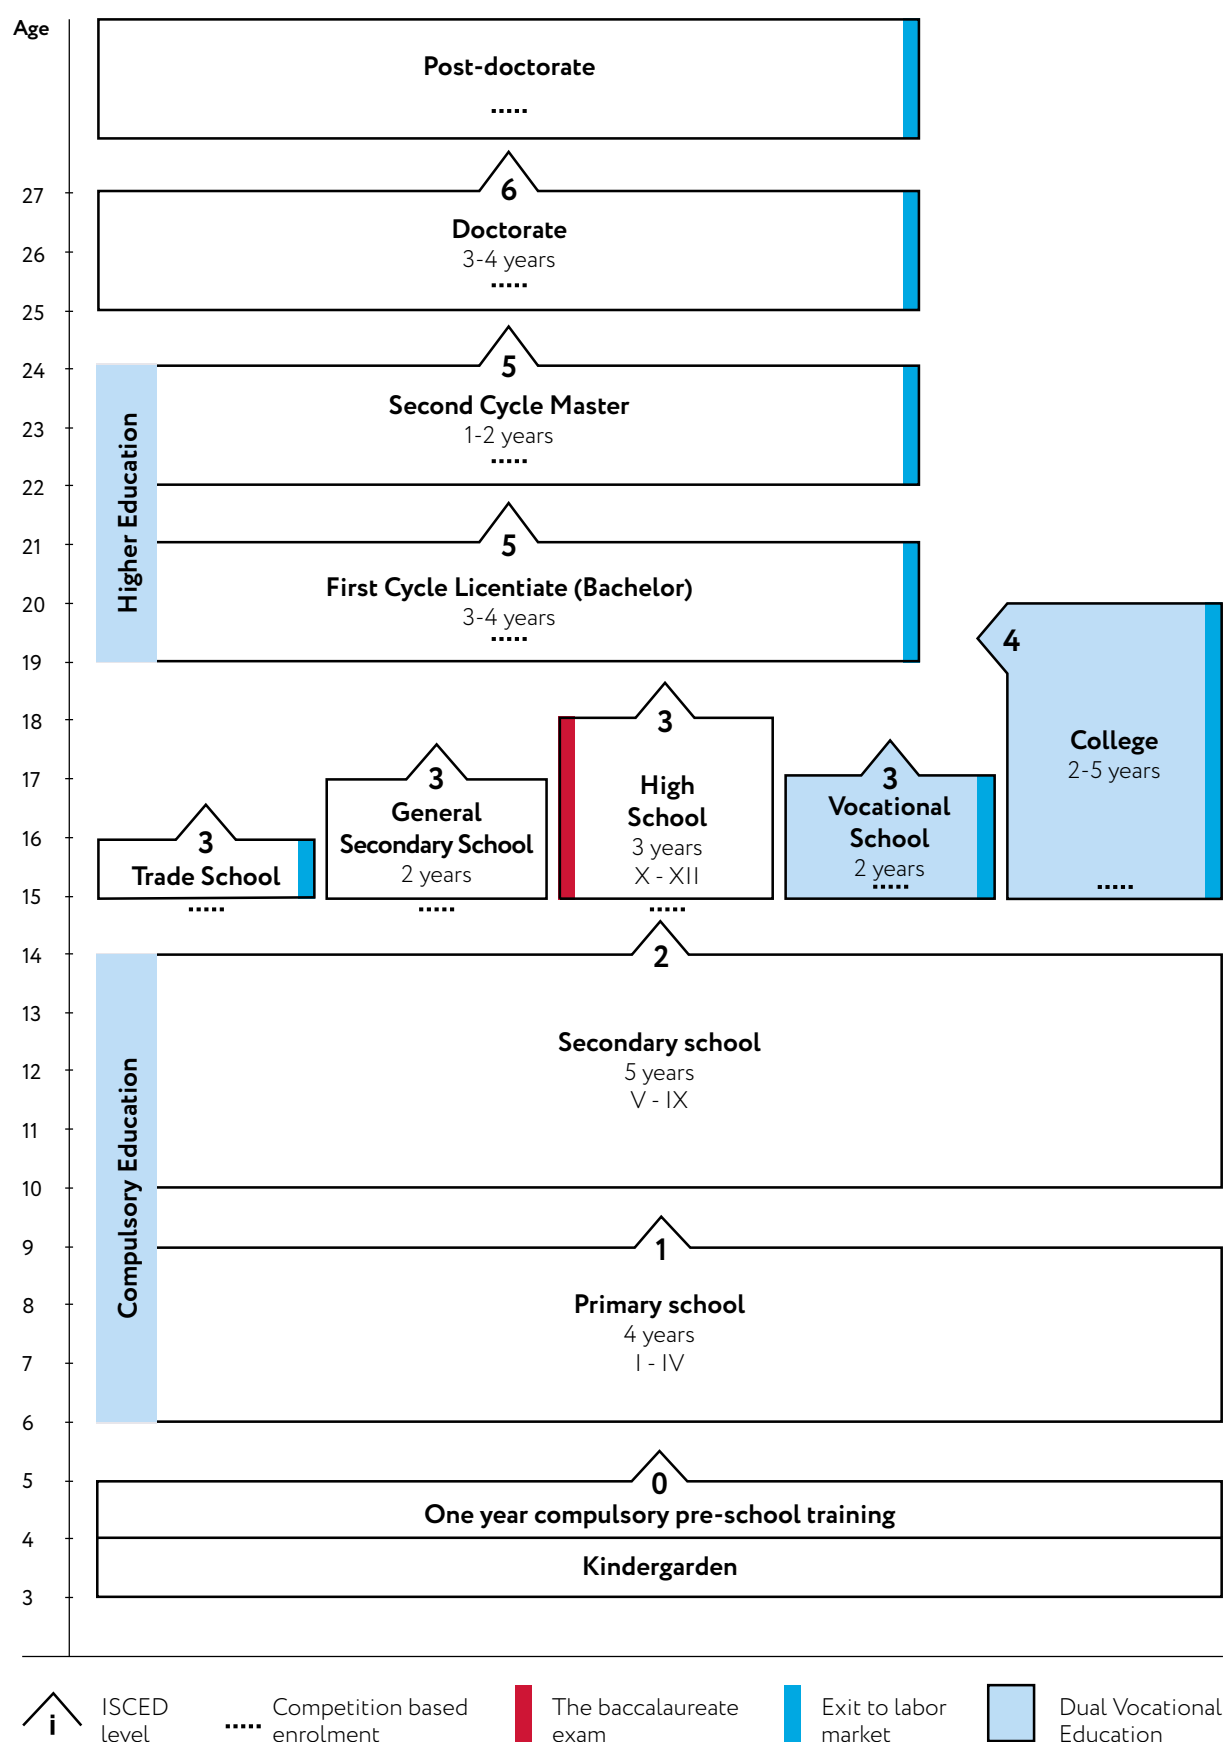 Age
Post-doctorate
27
6
Doctorate
26
3-4 years
25
24
5
Second Cycle Master
23
1-2 years
22
Higher Education
21
5
First Cycle Licentiate (Bachelor)
20
3-4 years
19
4
College
2-5 years
18
3
High
School
3 years
X - XII
17
3
General
Secondary School
2 years
3
Vocational
School
2 years
16
3
Trade School
15
14
2
13
Secondary school
12
5 years
V - IX
11
10
Compulsory Education
9
1
8
Primary school
4 years
7
I - IV
6
5
0
One year compulsory pre-school training
4
Kindergarden
3
i
ISCED
level
Competition based
enrolment
The baccalaureate
exam
Exit to labor
market
Dual Vocational
Education